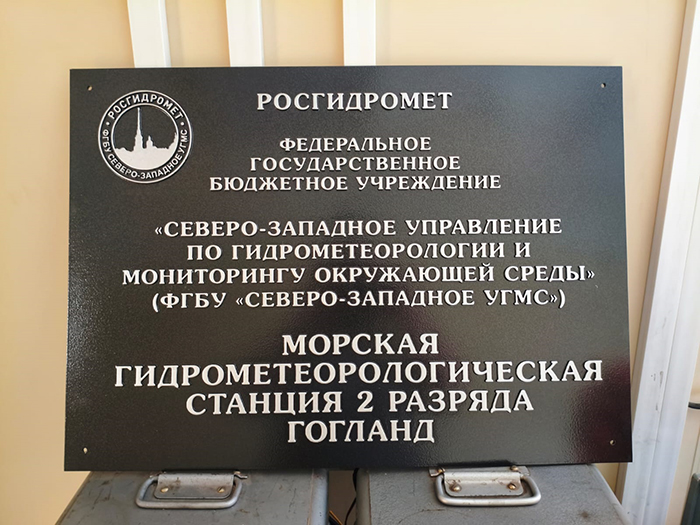 РОСГИДРОМЕТ
ФГБУ СЕВЕРО-ЗАПАДНОЕ УГМС
РОСГИДРОМЕТ
ФЕДЕРАЛЬНОЕ
ГОСУДАРСТВЕННОЕ
БЮДЖЕТНОЕ УЧРЕЖДЕНИЕ
«СЕВЕРО-ЗАПАДНОЕ УПРАВЛЕНИЕ
ПО ГИДРОМЕТЕОРОЛОГИИ И
МОНИТОРИНГУ ОКРУЖАЮЩЕЙ СРЕДЫ»
(ФГБУ «СЕВЕРО-ЗАПАДНОЕ УГМС»)
МОРСКАЯ
ГИДРОМЕТЕОРОЛОГИЧЕСКАЯ
СТАНЦИЯ 2 РАЗРЯДА
ГОГЛАНД